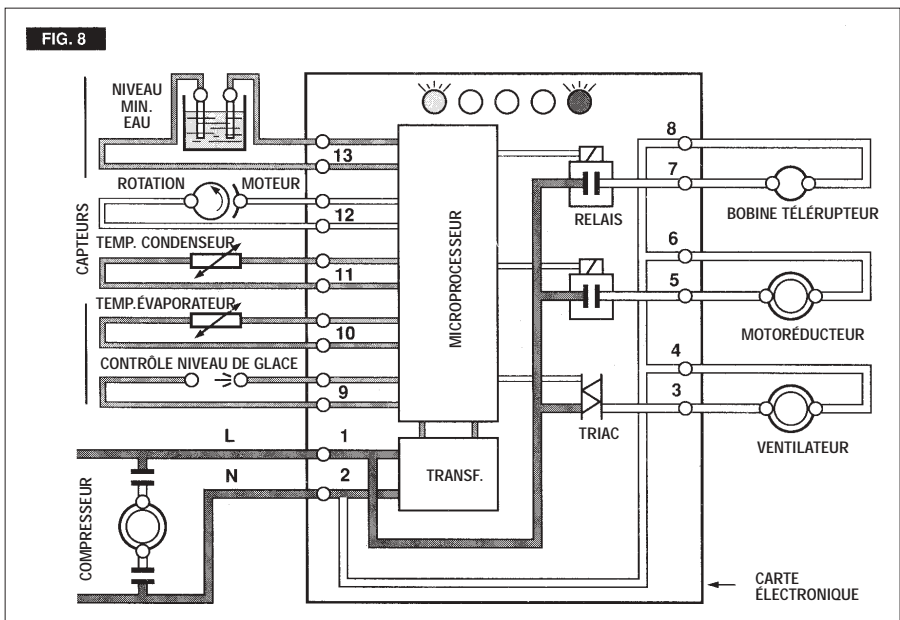 FIG. 8
NIVEAU
MIN.
EAU
13
ROTATION
MOTEUR
12
TEMP. CONDENSEUR
11
TEMP.ÉVAPORATEUR
10
CONTRÔLE NIVEAU DE GLACE
9
CAPTEURS
L
1
N
2
COMPRESSEUR
MICROPROCESSEUR
TRANSF.
RELAIS
TRIAC
8
7
BOBINE TÉLÉRUPTEUR
6
5
MOTORÉDUCTEUR
4
3
VENTILATEUR
CARTE
ÉLECTRONIQUE